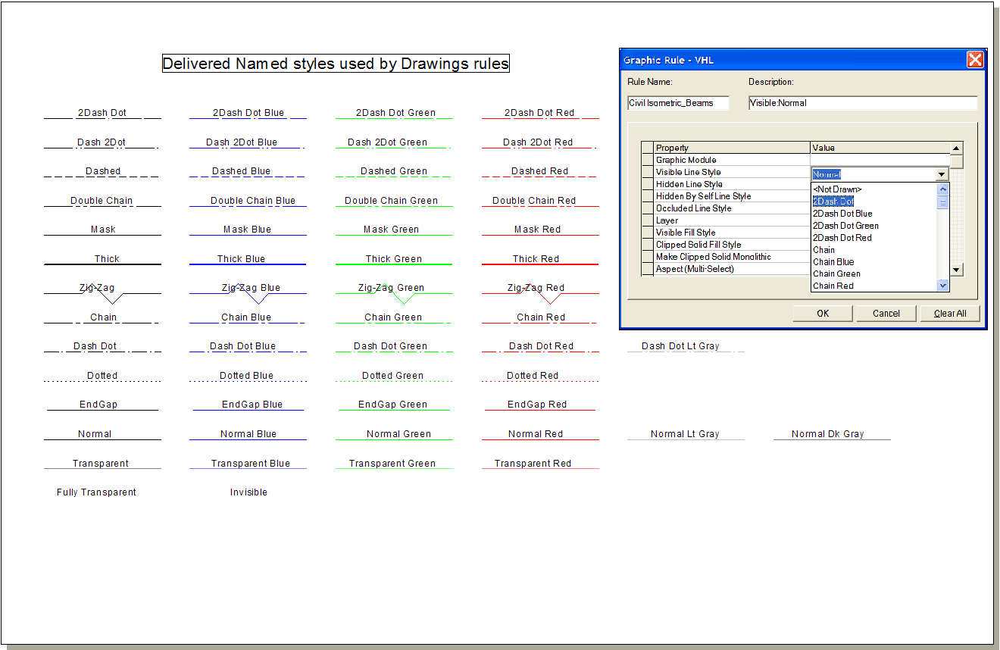 Delivered Named styles used by Drawings rules
2Dash Dot 2Dash Dot Blue 2Dash Dot Green 2Dash Dot Red
Dash 2Dot Dash 2Dot Blue Dash 2Dot Green Dash 2Dot Red
Dashed Dashed Blue Dashed Green Dashed Red
Double Chain Double Chain Blue Double Chain Green Double Chain Red
Mask Mask Blue Mask Green Mask Red
Thick Thick Blue Thick Green Thick Red
Zig-Zag Zig-Zag Blue Zig-Zag Green Zig-Zag Red
Chain Chain Blue Chain Green Chain Red
Dash Dot Dash Dot Blue Dash Dot Green Dash Dot Red Dash Dot Lt Gray
Dotted Dotted Blue Dotted Green Dotted Red
EndGap EndGap Blue EndGap Green EndGap Red
Normal Normal Blue Normal Green Normal Red Normal Lt Gray Normal Dk Gray
Transparent Transparent Blue Transparent Green Transparent Red
Fully Transparent Invisible
Graphic Rule - VHL
Rule Name: Description:
Civil Isometric_Beams Visible:Normal
Property Value
Graphic Module
Visible Line Style Normal
Hidden Line Style <Not Drawn>
Hidden By Self Line Style 2Dash Dot
Occluded Line Style 2Dash Dot Blue
Layer 2Dash Dot Green
Visible Fill Style 2Dash Dot Red
Clipped Solid Fill Style Chain
Make Clipped Solid Monolithic Chain Blue
Aspect (Multi-Select) Chain Green
Chain Red
OK Cancel Clear All